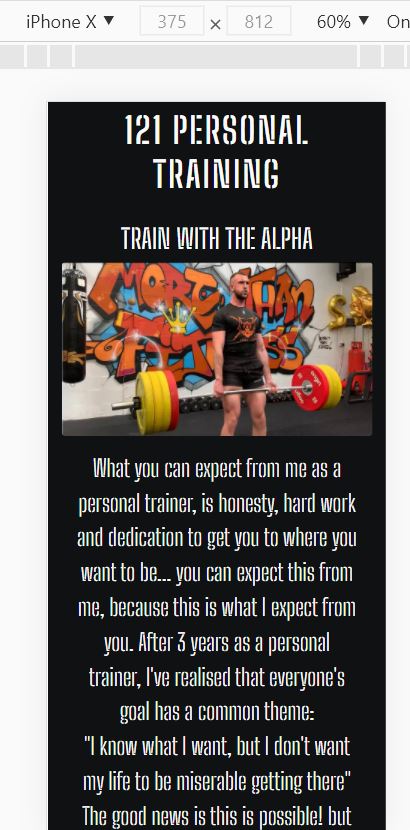 iPhone X ▼ 375 × 812 60% ▼ On
121 PERSONAL
TRAINING
TRAIN WITH THE ALPHA
MORE THAN
FITNESS
What you can expect from me as a
personal trainer, is honesty, hard work
and dedication to get you to where you
want to be... you can expect this from
me, because this is what I expect from
you. After 3 years as a personal
trainer, I've realised that everyone's
goal has a common theme:
"I know what I want, but I don't want
my life to be miserable getting there"
The good news is this is possible! but